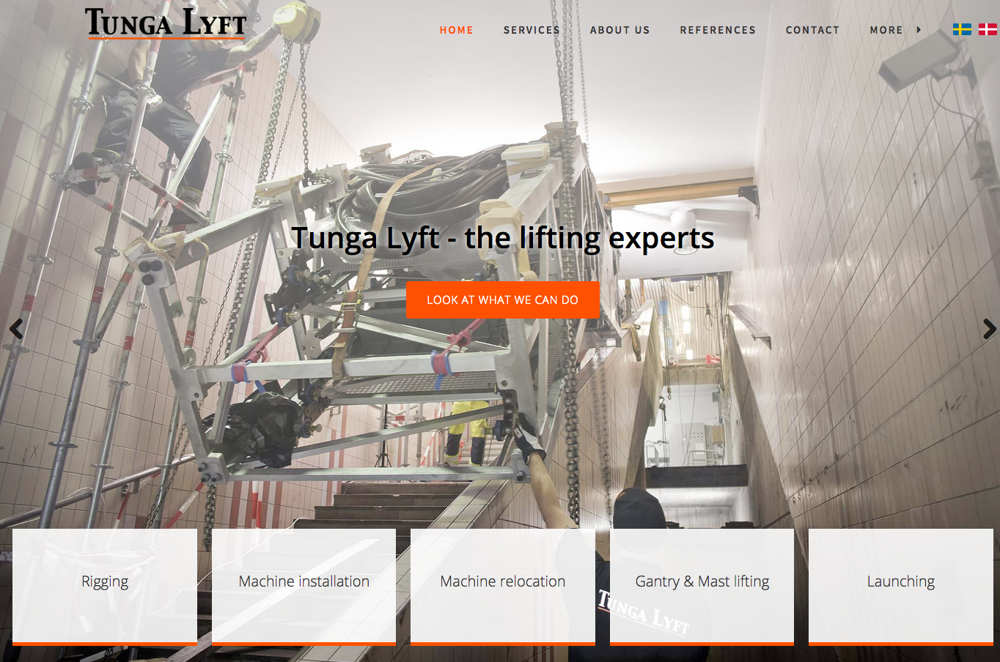 TUNGA LYFT
HOME SERVICES ABOUT US REFERENCES CONTACT MORE
Tunga Lyft - the lifting experts
LOOK AT WHAT WE CAN DO
Rigging
Machine installation
Machine relocation
Gantry & Mast lifting
Launching
TUNGA LYFT